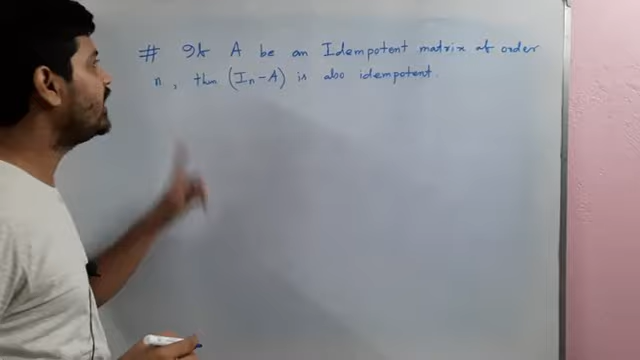 # If A be an Idempotent matrix of order
n, then (Iₙ-A) is also idempotent.